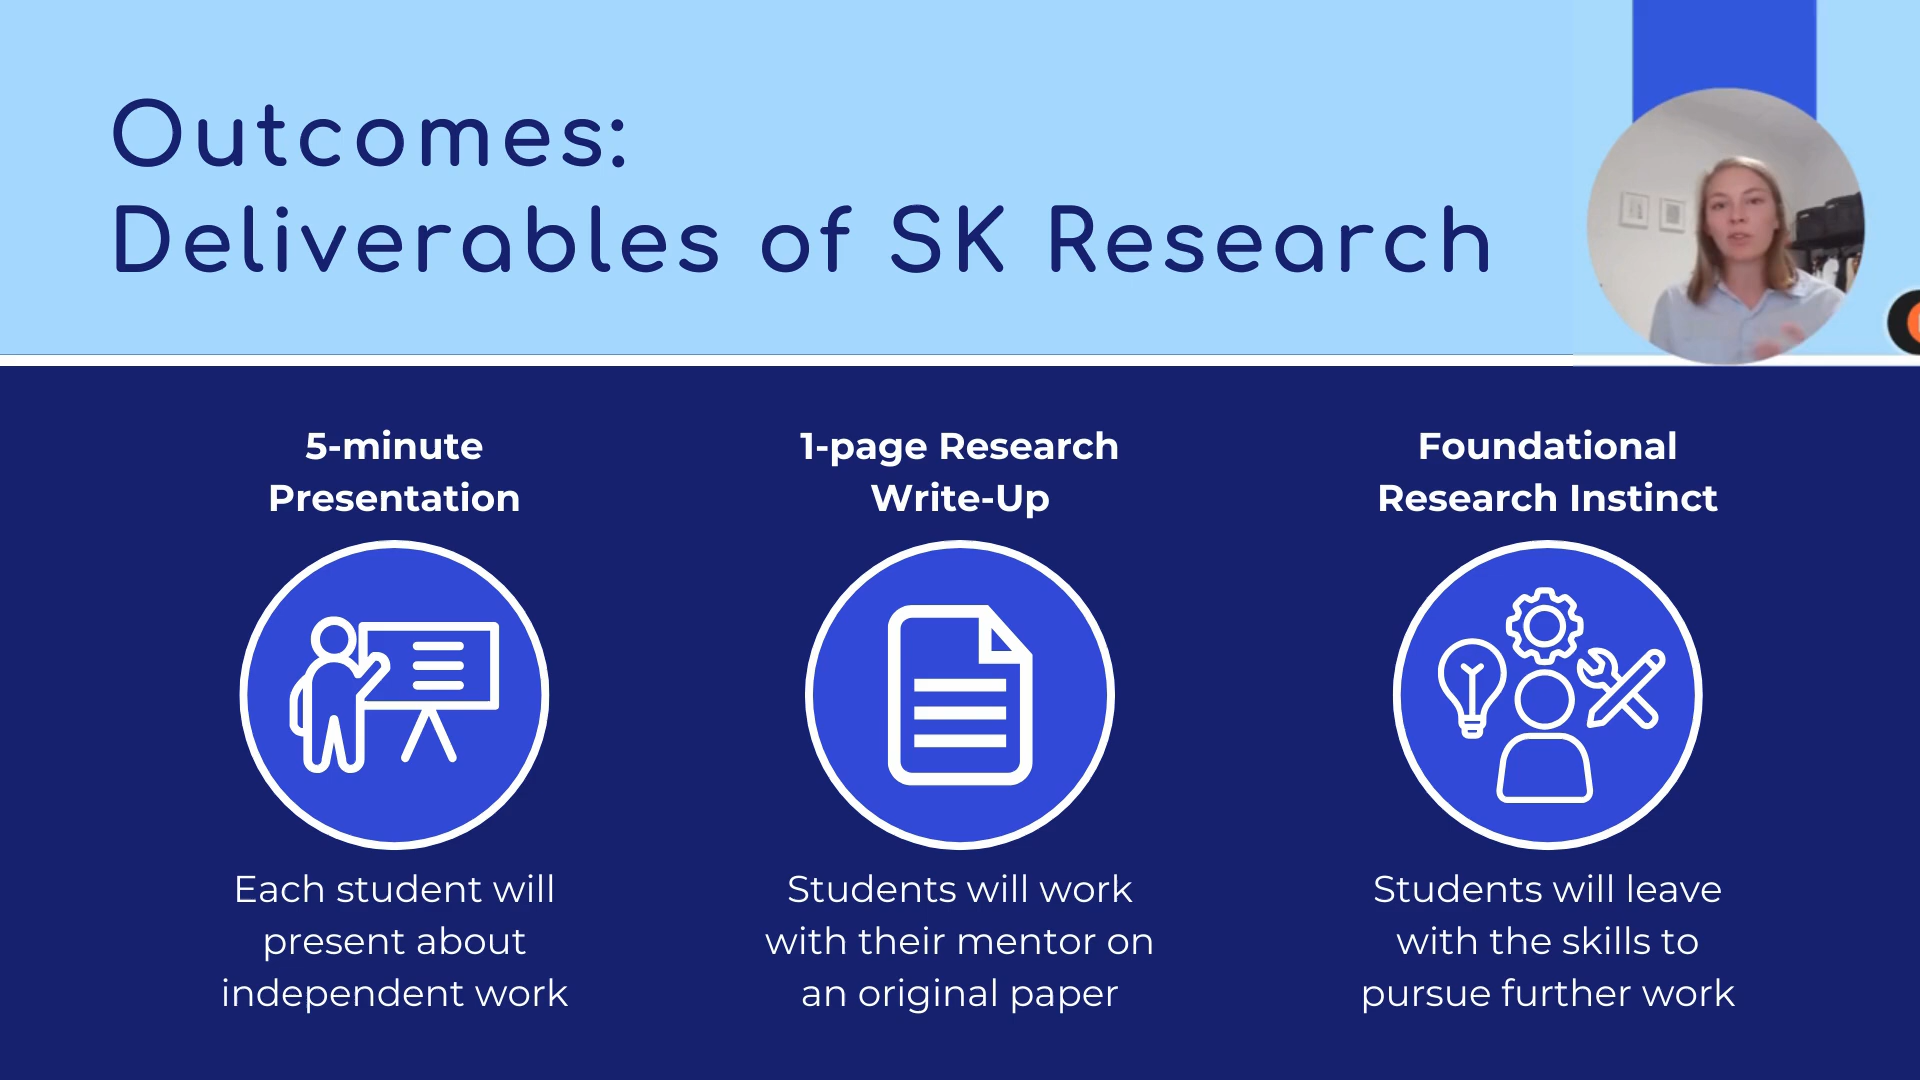 Outcomes:
Deliverables of SK Research
5-minute
Presentation
Each student will
present about
independent work
1-page Research
Write-Up
Students will work
with their mentor on
an original paper
Foundational
Research Instinct
Students will leave
with the skills to
pursue further work